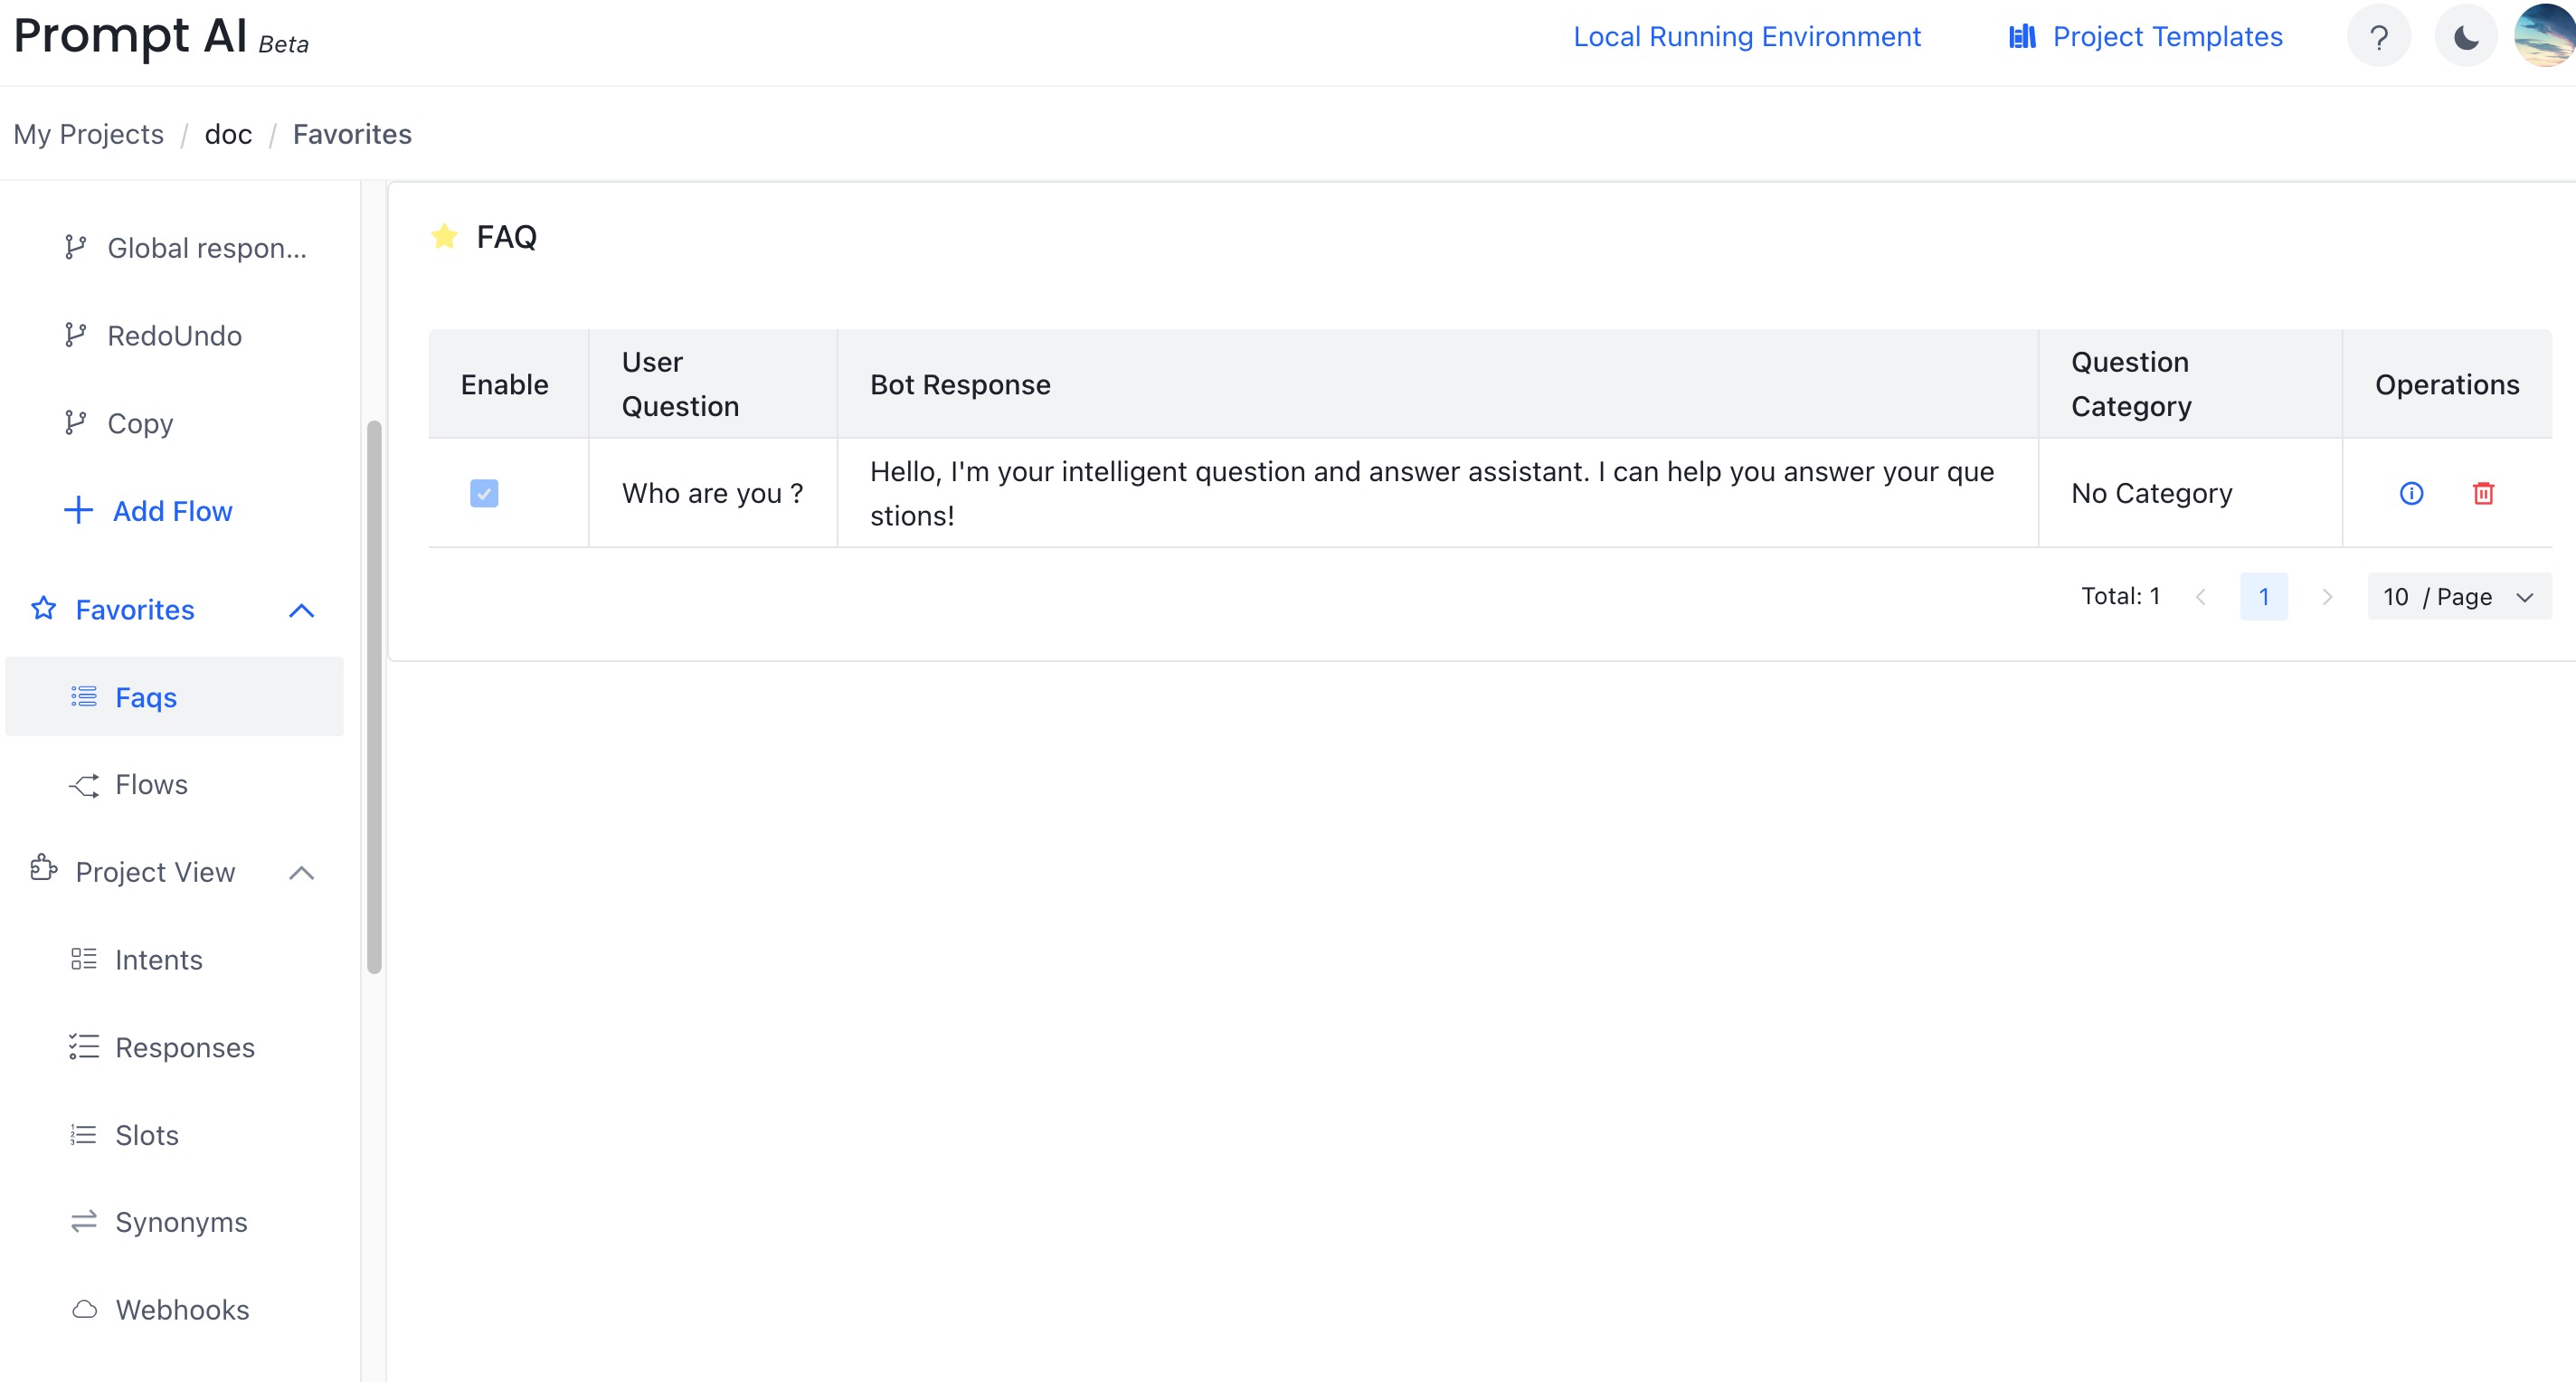 Prompt AI Beta
Local Running Environment
Project Templates
?
My Projects / doc / Favorites
Global respon...
RedoUndo
Copy
Add Flow
Favorites
Faqs
Flows
Project View
Intents
Responses
Slots
Synonyms
Webhooks
FAQ
Enable
User
Question
Bot Response
Question
Category
Operations
Who are you ?
Hello, I'm your intelligent question and answer assistant. I can help you answer your que
stions!
No Category
Total: 1
1
10 / Page